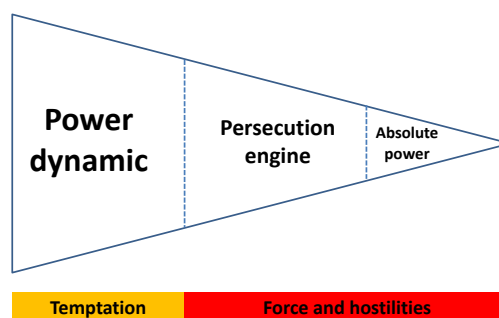 Power
dynamic
Persecution
engine
Absolute
power
Temptation
Force and hostilities